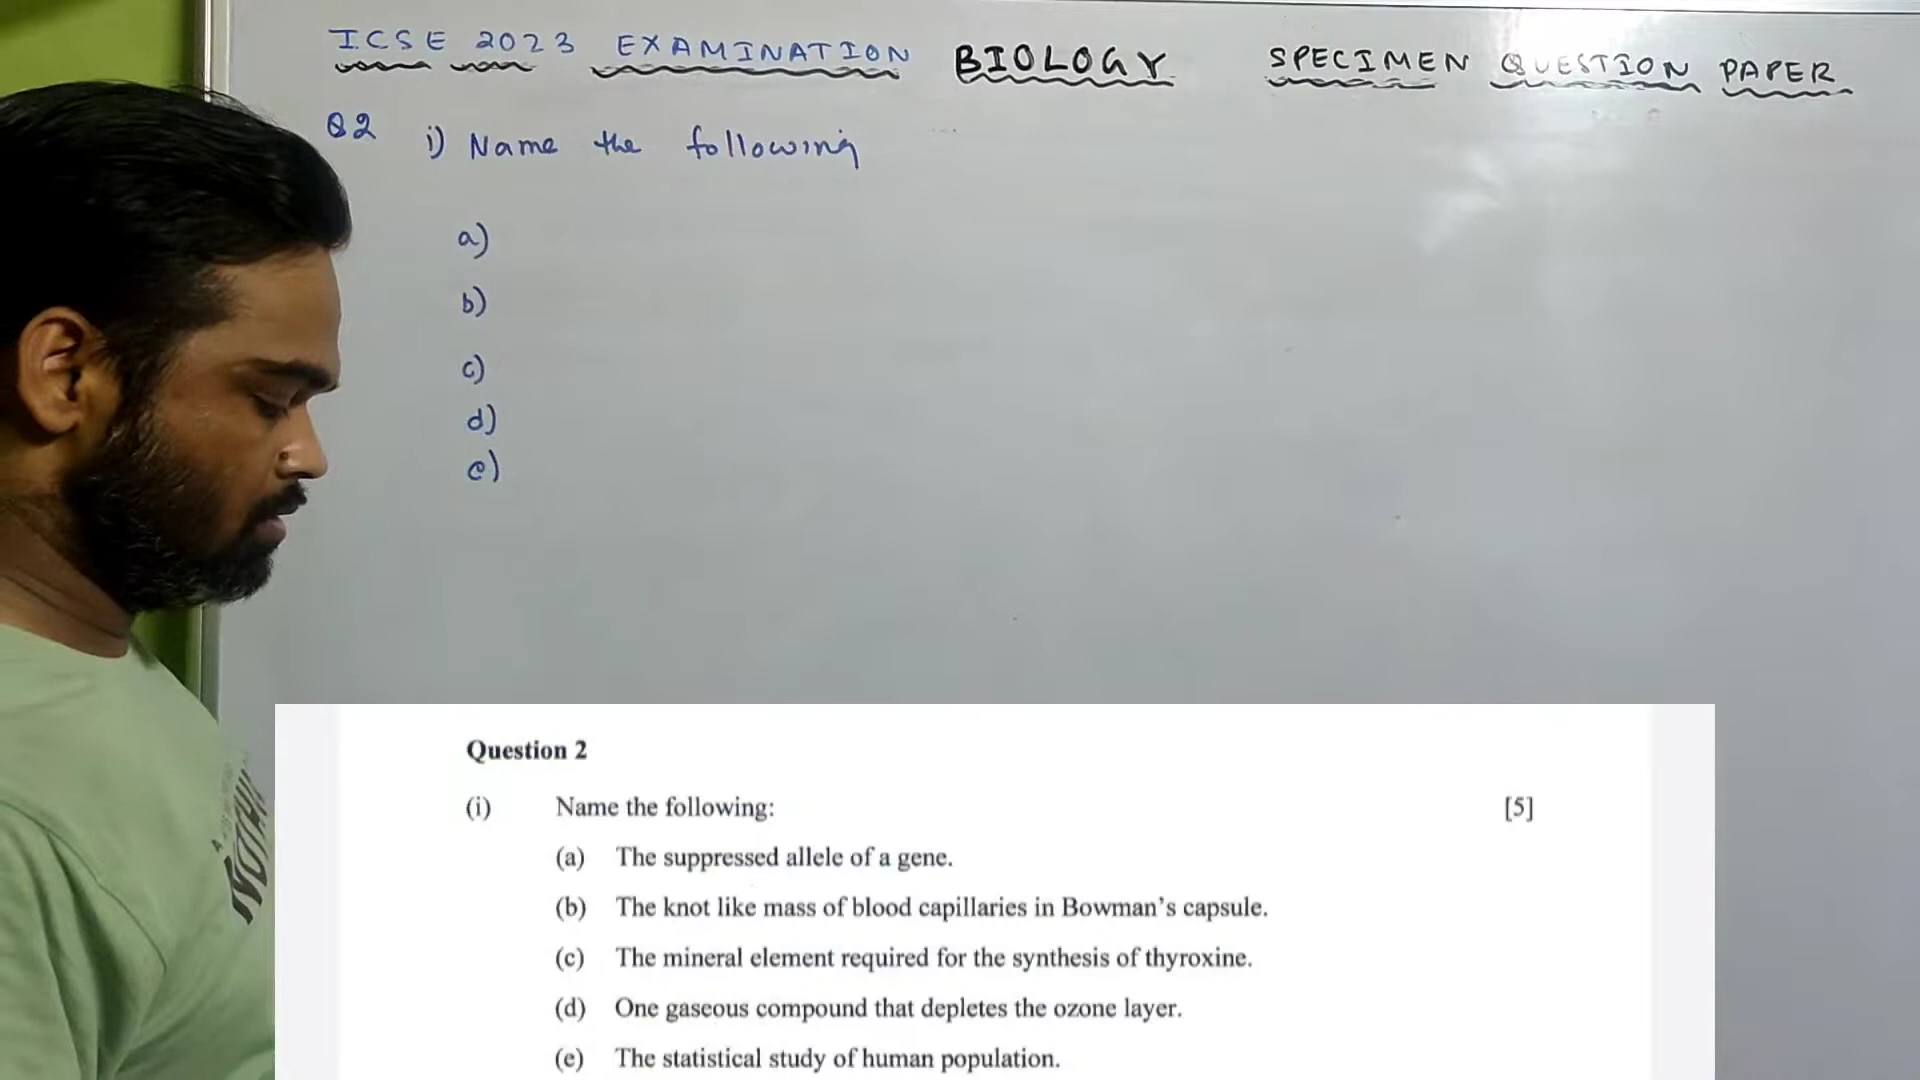 ICSE 2023 EXAMINATION BIOLOGY SPECIMEN QUESTION PAPER
Q2 i) Name the following
a)
b)
c)
d)
e)
Question 2
(i) Name the following: [5]
(a) The suppressed allele of a gene.
(b) The knot like mass of blood capillaries in Bowman's capsule.
(c) The mineral element required for the synthesis of thyroxine.
(d) One gaseous compound that depletes the ozone layer.
(e) The statistical study of human population.